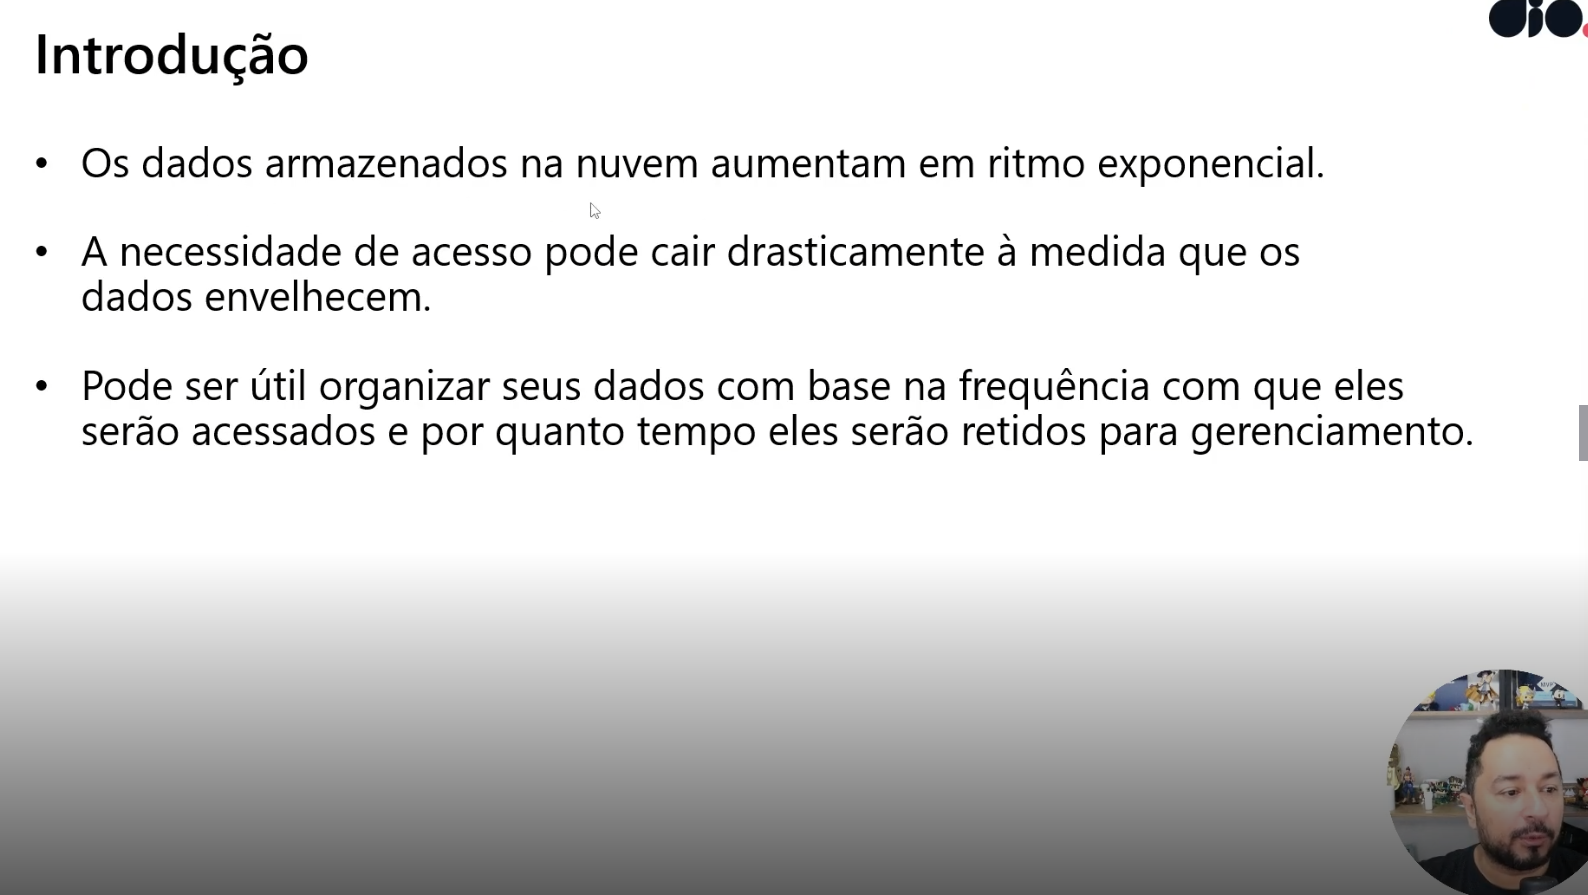 dio.
Introdução
• Os dados armazenados na nuvem aumentam em ritmo exponencial.
• A necessidade de acesso pode cair drasticamente à medida que os
dados envelhecem.
• Pode ser útil organizar seus dados com base na frequência com que eles
serão acessados e por quanto tempo eles serão retidos para gerenciamento.